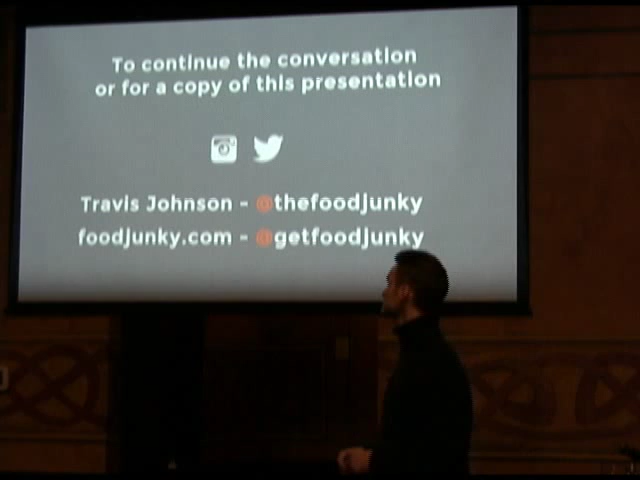 To continue the conversation
or for a copy of this presentation
Travis Johnson - @thefoodjunky
foodjunky.com - @getfoodjunky